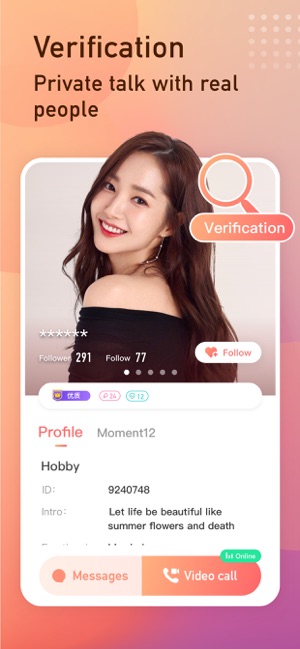 Verification
Private talk with real
people
Verification
******
Follower 291 Follow 77
Follow
优质 24 12
Profile Moment12
Hobby
ID: 9240748
Intro: Let life be beautiful like
summer flowers and death
Online
Messages Video call